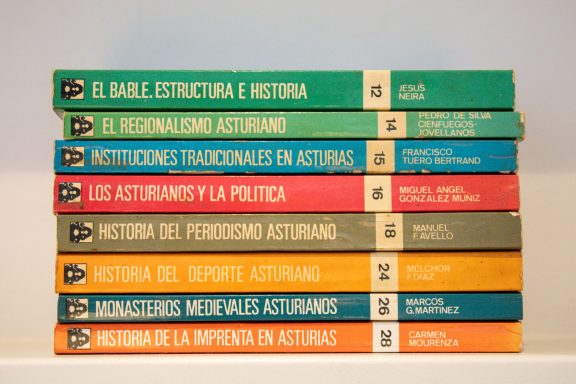 EL BABLE. ESTRUCTURA E HISTORIA
12
JESUS
NEIRA
EL REGIONALISMO ASTURIANO
14
PEDRO DE SILVA
CIENFUEGOS-
JOVELLANOS
INSTITUCIONES TRADICIONALES EN ASTURIAS
15
FRANCISCO
TUERO BERTRAND
LOS ASTURIANOS Y LA POLITICA
16
MIGUEL ANGEL
GONZALEZ MUÑIZ
HISTORIA DEL PERIODISMO ASTURIANO
18
MANUEL
F. AVELLO
HISTORIA DEL DEPORTE ASTURIANO
24
MELCHOR
F. DIAZ
MONASTERIOS MEDIEVALES ASTURIANOS
26
MARCOS
G. MARTINEZ
HISTORIA DE LA IMPRENTA EN ASTURIAS
28
CARMEN
MOURENZA